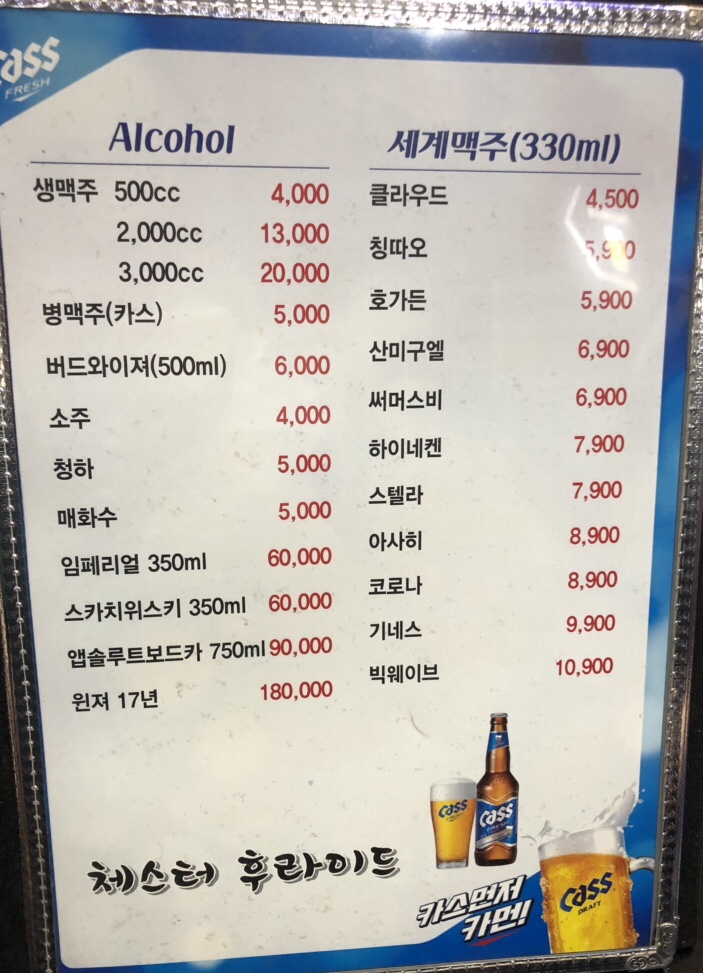 Cass
FRESH
Alcohol
생맥주 500cc 4,000
2,000cc 13,000
3,000cc 20,000
병맥주(카스) 5,000
버드와이져(500ml) 6,000
소주 4,000
청하 5,000
매화수 5,000
임페리얼 350ml 60,000
스카치위스키 350ml 60,000
앱솔루트보드카 750ml 90,000
윈져 17년 180,000
세계맥주(330ml)
클라우드 4,500
칭따오 5,900
호가든 5,900
산미구엘 6,900
써머스비 6,900
하이네켄 7,900
스텔라 7,900
아사히 8,900
코로나 8,900
기네스 9,900
빅웨이브 10,900
체스터 후라이드
Cass
Cass
FRESH
카스먼저
카멘!
Cass
DRAFT